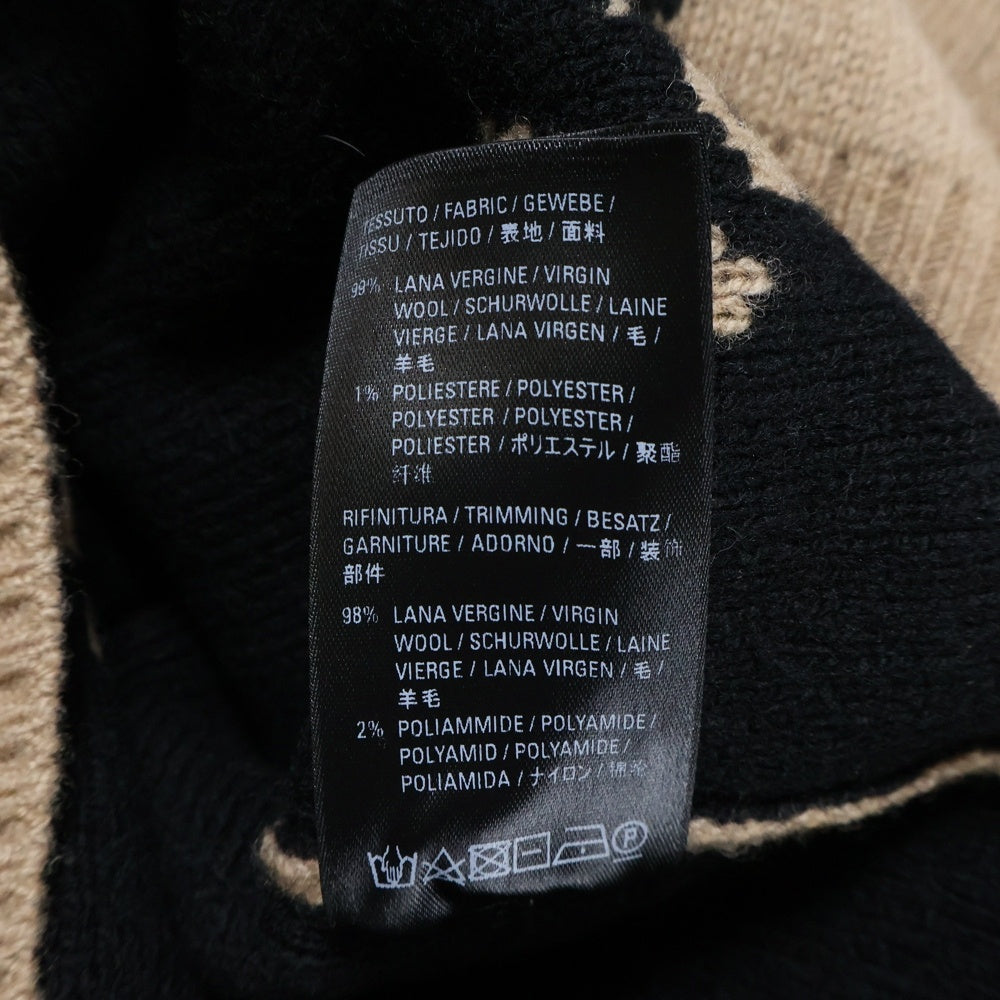 TESSUTO / FABRIC / GEWEBE /
TISSU / TEJIDO / 表地 / 面料
99% LANA VERGINE / VIRGIN
WOOL / SCHURWOLLE / LAINE
VIERGE / LANA VIRGEN / 毛 /
羊毛
1% POLIESTERE / POLYESTER /
POLYESTER / POLYESTER /
POLIESTER / ポリエステル / 聚酯
纤维
RIFINITURA / TRIMMING / BESATZ /
GARNITURE / ADORNO / 一部 / 装饰
部件
98% LANA VERGINE / VIRGIN
WOOL / SCHURWOLLE / LAINE
VIERGE / LANA VIRGEN / 毛 /
羊毛
2% POLIAMMIDE / POLYAMIDE /
POLYAMID / POLYAMIDE /
POLIAMIDA / ナイロン / 锦纶
P